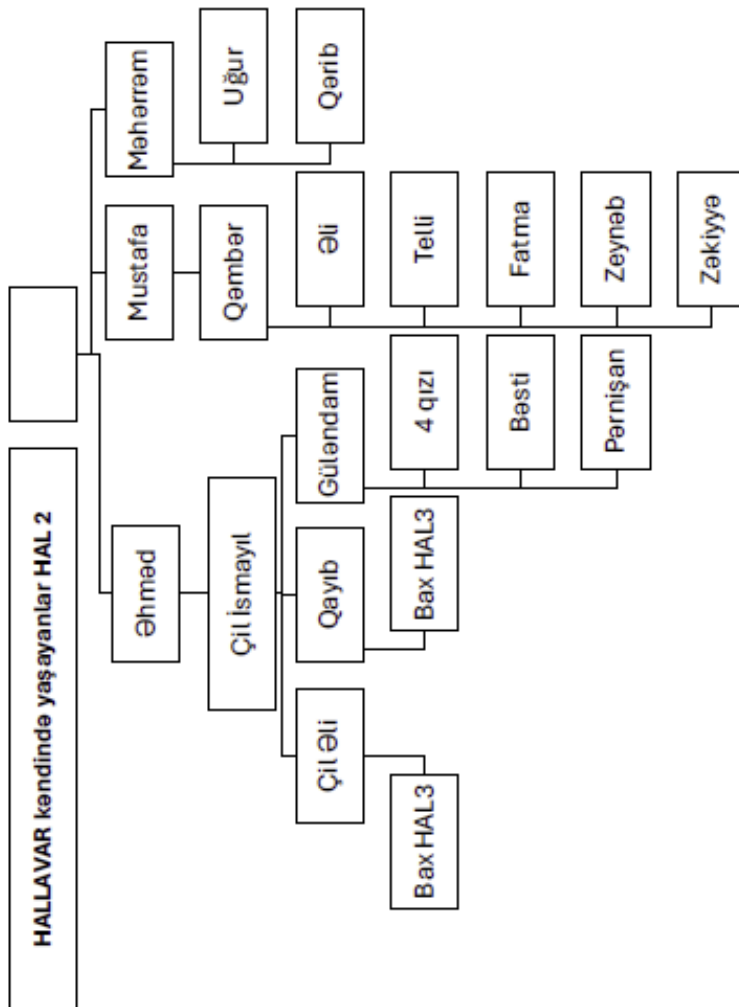 HALLAVAR kəndində yaşayanlar HAL 2
Əhməd
Mustafa
Məhərrəm
Çil İsmayıl
Qəmbər
Uğur
Çil Əli
Qayıb
Güləndam
Əli
Qərib
Bax HAL3
Bax HAL3
4 qızı
Telli
Bəsti
Fatma
Pərnişan
Zeynəb
Zəkiyyə